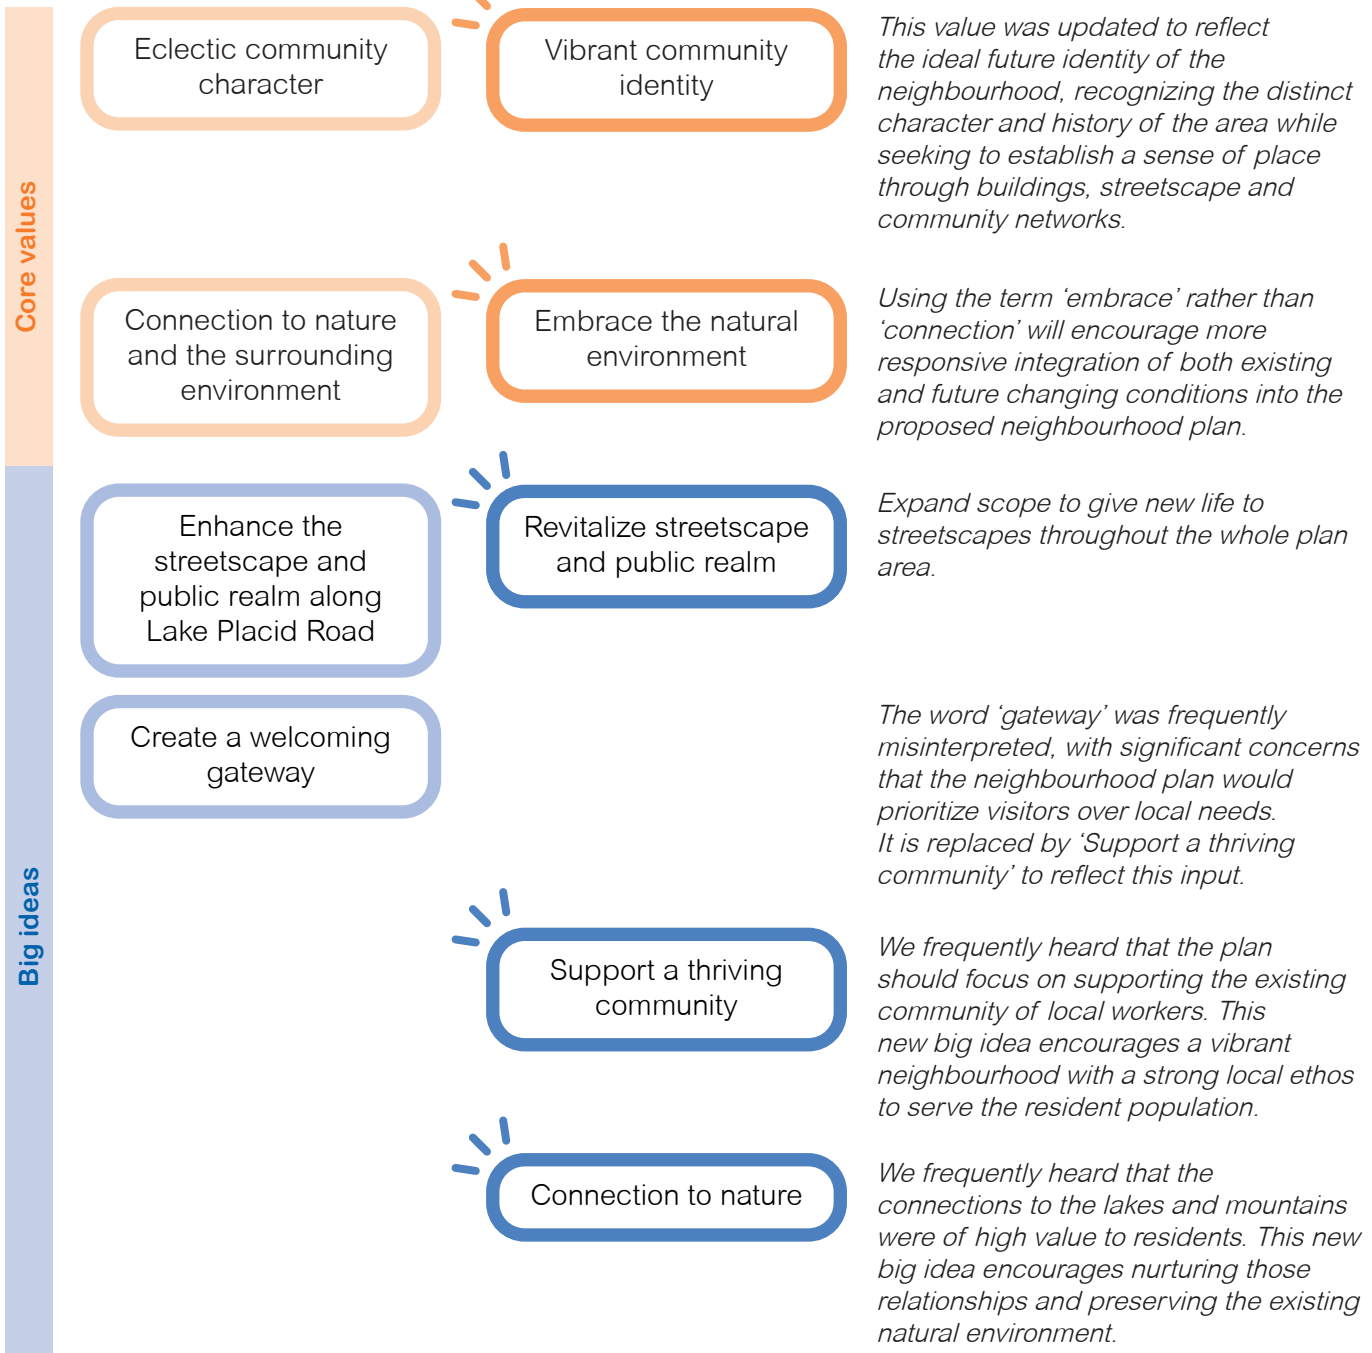 Core values
Eclectic community
character
Vibrant community
identity
This value was updated to reflect
the ideal future identity of the
neighbourhood, recognizing the distinct
character and history of the area while
seeking to establish a sense of place
through buildings, streetscape and
community networks.
Connection to nature
and the surrounding
environment
Embrace the natural
environment
Using the term ‘embrace’ rather than
‘connection’ will encourage more
responsive integration of both existing
and future changing conditions into the
proposed neighbourhood plan.
Big ideas
Enhance the
streetscape and
public realm along
Lake Placid Road
Revitalize streetscape
and public realm
Expand scope to give new life to
streetscapes throughout the whole plan
area.
Create a welcoming
gateway
The word ‘gateway’ was frequently
misinterpreted, with significant concerns
that the neighbourhood plan would
prioritize visitors over local needs.
It is replaced by ‘Support a thriving
community’ to reflect this input.
Support a thriving
community
We frequently heard that the plan
should focus on supporting the existing
community of local workers. This
new big idea encourages a vibrant
neighbourhood with a strong local ethos
to serve the resident population.
Connection to nature
We frequently heard that the
connections to the lakes and mountains
were of high value to residents. This new
big idea encourages nurturing those
relationships and preserving the existing
natural environment.